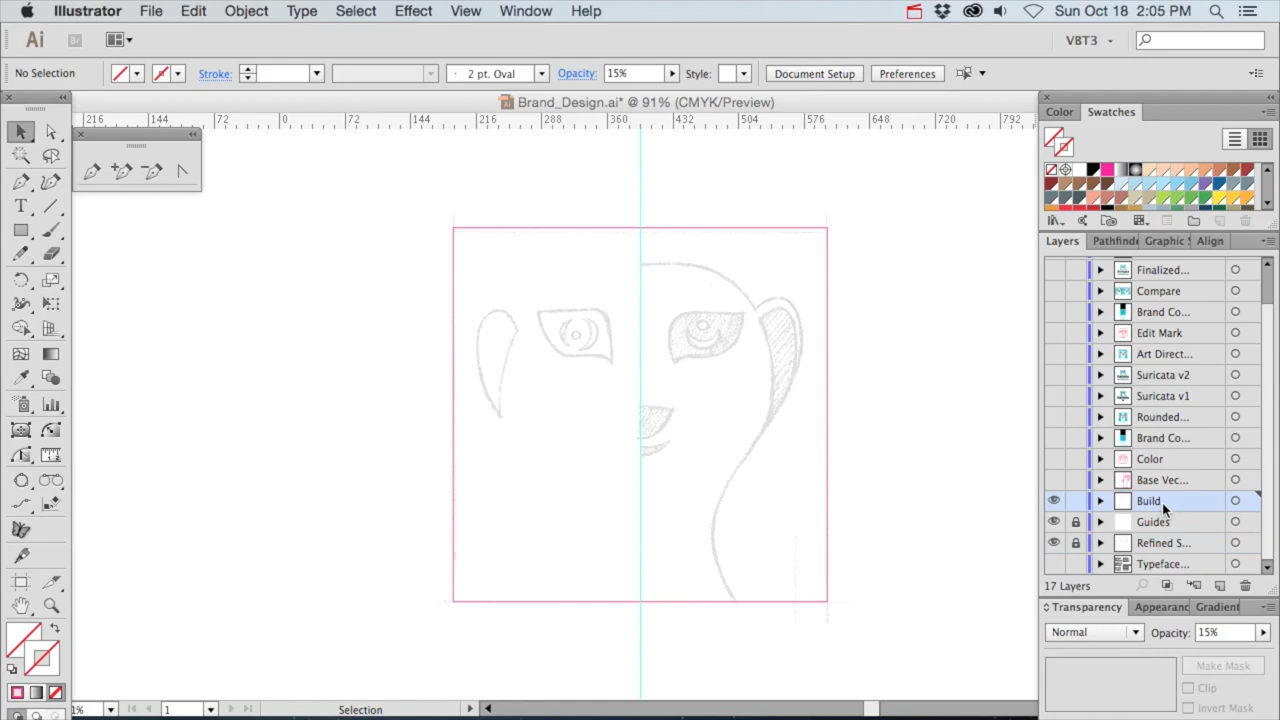 Illustrator File Edit Object Type Select Effect View Window Help Sun Oct 18 2:05 PM
Ai Br VBT3
No Selection Stroke: 2 pt. Oval Opacity: 15% Style: Document Setup Preferences
Brand_Design.ai* @ 91% (CMYK/Preview)
216 144 72 0 72 144 216 288 360 432 504 576 648 720 792
Color Swatches
Layers Pathfinde Graphic S Align
Finalized...
Compare
Brand Co...
Edit Mark
Art Direct...
Suricata v2
Suricata v1
Rounded...
Brand Co...
Color
Base Vec...
Build
Guides
Refined S...
Typeface...
17 Layers
Transparency Appearanc Gradient
Normal Opacity: 15%
Make Mask
Clip
Invert Mask
1% 1 Selection